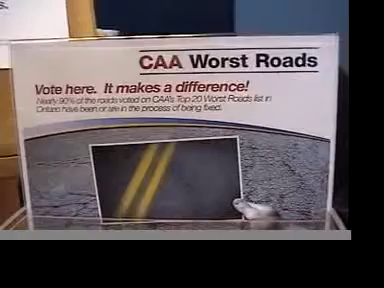 s.
CAA Worst Roads
Vote here. It makes a difference!
Nearly 90% of the roads voted on CAA's Top 20 Worst Roads list in
Ontario have been or are in the process of being fixed.